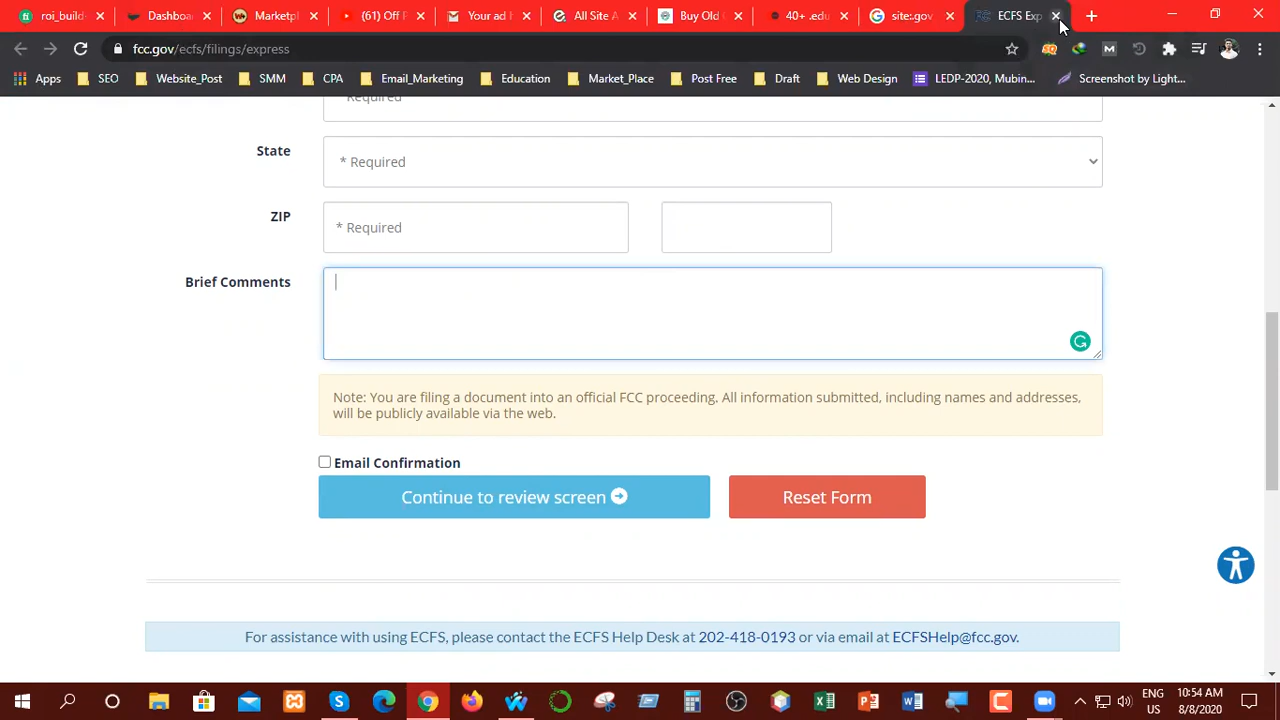 roi_build
Dashboa
Marketpl
(61) Off P
Your ad h
All Site A
Buy Old G
40+ .edu
site:.gov
ECFS Exp
fcc.gov/ecfs/filings/express
Apps SEO Website_Post SMM CPA Email_Marketing Education Market_Place Post Free Draft Web Design LEDP-2020, Mubin... Screenshot by Light...
* Required
State
* Required
ZIP
* Required
Brief Comments
Note: You are filing a document into an official FCC proceeding. All information submitted, including names and addresses,
will be publicly available via the web.
Email Confirmation
Continue to review screen
Reset Form
For assistance with using ECFS, please contact the ECFS Help Desk at 202-418-0193 or via email at ECFSHelp@fcc.gov.
ENG 10:54 AM
US 8/8/2020